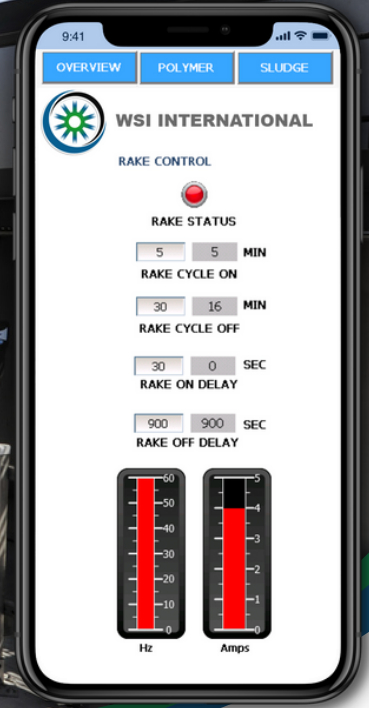 9:41
OVERVIEW POLYMER SLUDGE
WSI INTERNATIONAL
RAKE CONTROL
RAKE STATUS
5 5 MIN
RAKE CYCLE ON
30 16 MIN
RAKE CYCLE OFF
30 0 SEC
RAKE ON DELAY
900 900 SEC
RAKE OFF DELAY
60 5
50
40 4
30 3
20 2
10 1
0 0
Hz Amps